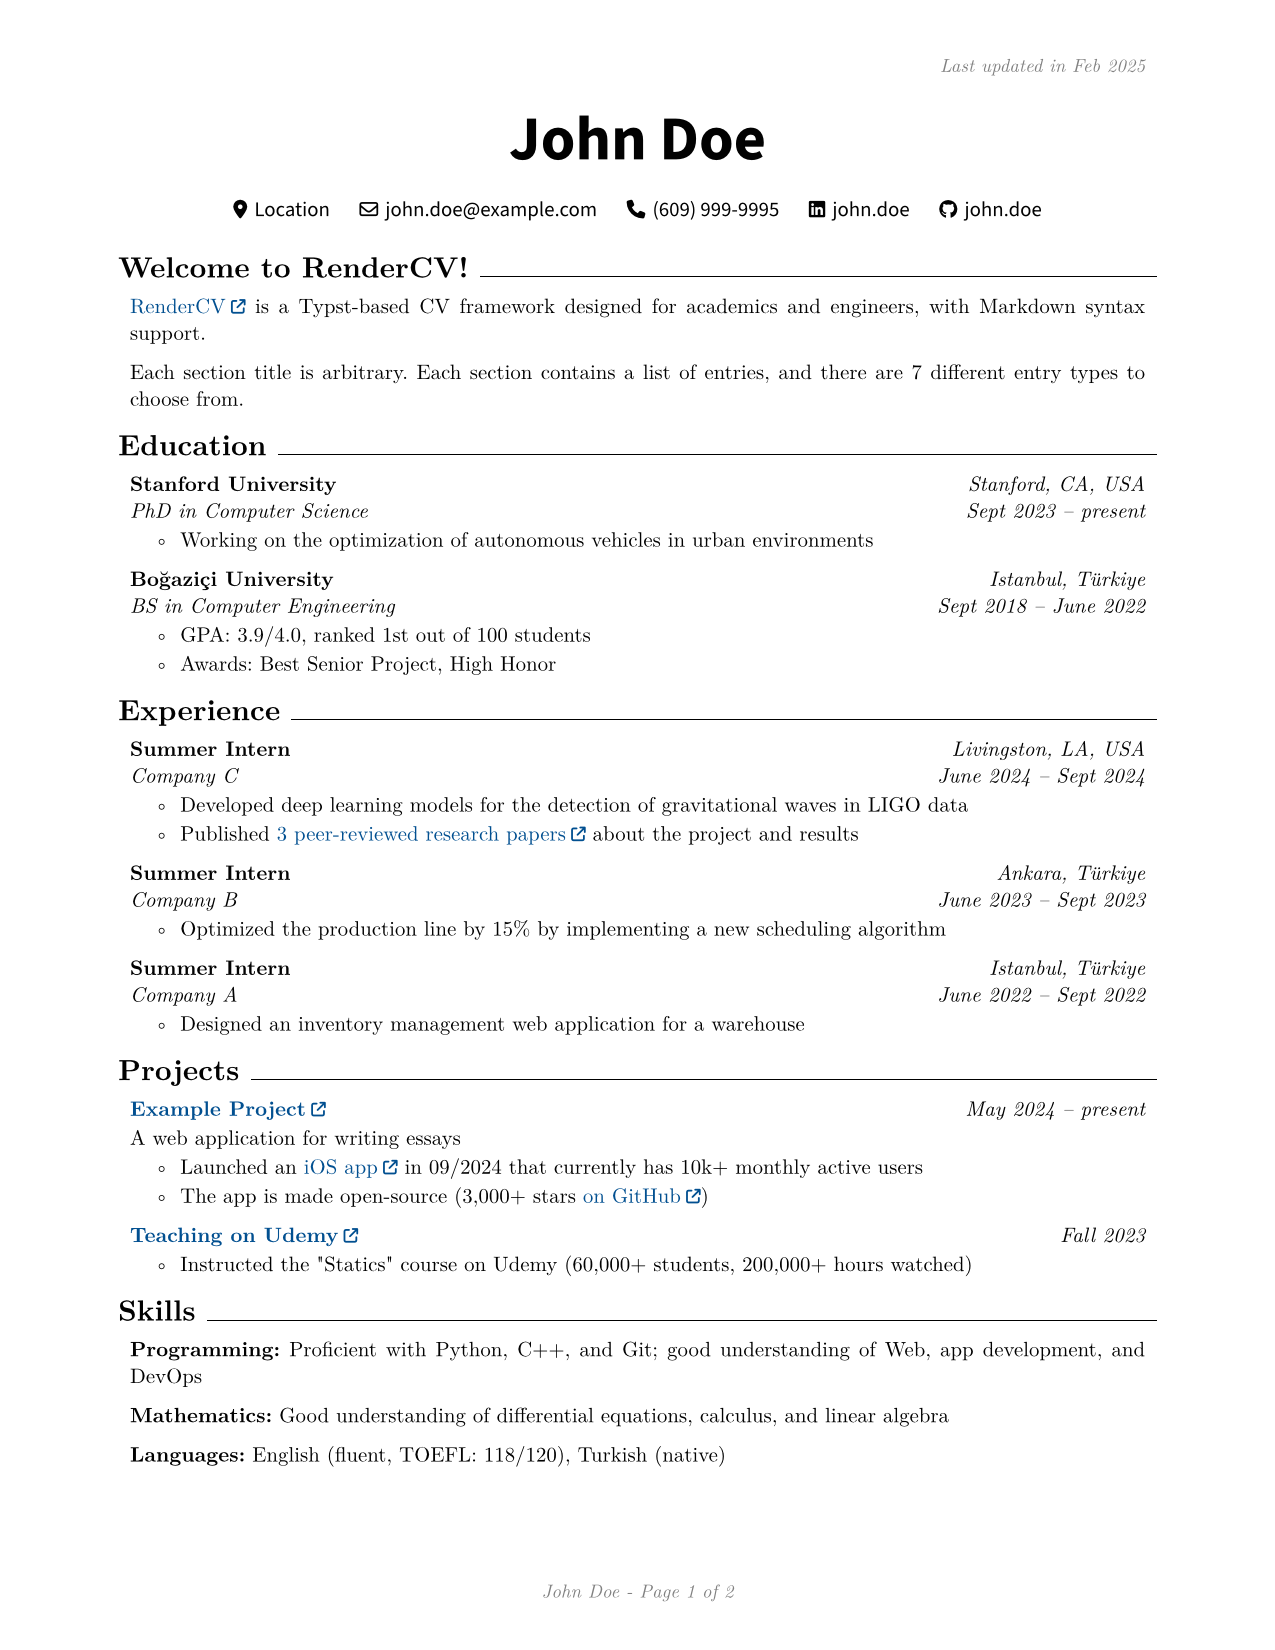 Last updated in Feb 2025
John Doe
Location john.doe@example.com (609) 999-9995 john.doe john.doe
Welcome to RenderCV!
RenderCV is a Typst-based CV framework designed for academics and engineers, with Markdown syntax
support.
Each section title is arbitrary. Each section contains a list of entries, and there are 7 different entry types to
choose from.
Education
Stanford University Stanford, CA, USA
PhD in Computer Science Sept 2023 – present
◦ Working on the optimization of autonomous vehicles in urban environments
Boğaziçi University Istanbul, Türkiye
BS in Computer Engineering Sept 2018 – June 2022
◦ GPA: 3.9/4.0, ranked 1st out of 100 students
◦ Awards: Best Senior Project, High Honor
Experience
Summer Intern Livingston, LA, USA
Company C June 2024 – Sept 2024
◦ Developed deep learning models for the detection of gravitational waves in LIGO data
◦ Published 3 peer-reviewed research papers about the project and results
Summer Intern Ankara, Türkiye
Company B June 2023 – Sept 2023
◦ Optimized the production line by 15% by implementing a new scheduling algorithm
Summer Intern Istanbul, Türkiye
Company A June 2022 – Sept 2022
◦ Designed an inventory management web application for a warehouse
Projects
Example Project May 2024 – present
A web application for writing essays
◦ Launched an iOS app in 09/2024 that currently has 10k+ monthly active users
◦ The app is made open-source (3,000+ stars on GitHub)
Teaching on Udemy Fall 2023
◦ Instructed the "Statics" course on Udemy (60,000+ students, 200,000+ hours watched)
Skills
Programming: Proficient with Python, C++, and Git; good understanding of Web, app development, and
DevOps
Mathematics: Good understanding of differential equations, calculus, and linear algebra
Languages: English (fluent, TOEFL: 118/120), Turkish (native)
John Doe - Page 1 of 2